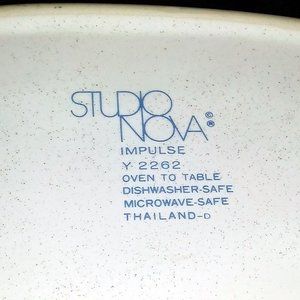 STUDIO
NOVA©®
IMPULSE
Y 2262
OVEN TO TABLE
DISHWASHER-SAFE
MICROWAVE-SAFE
THAILAND-D